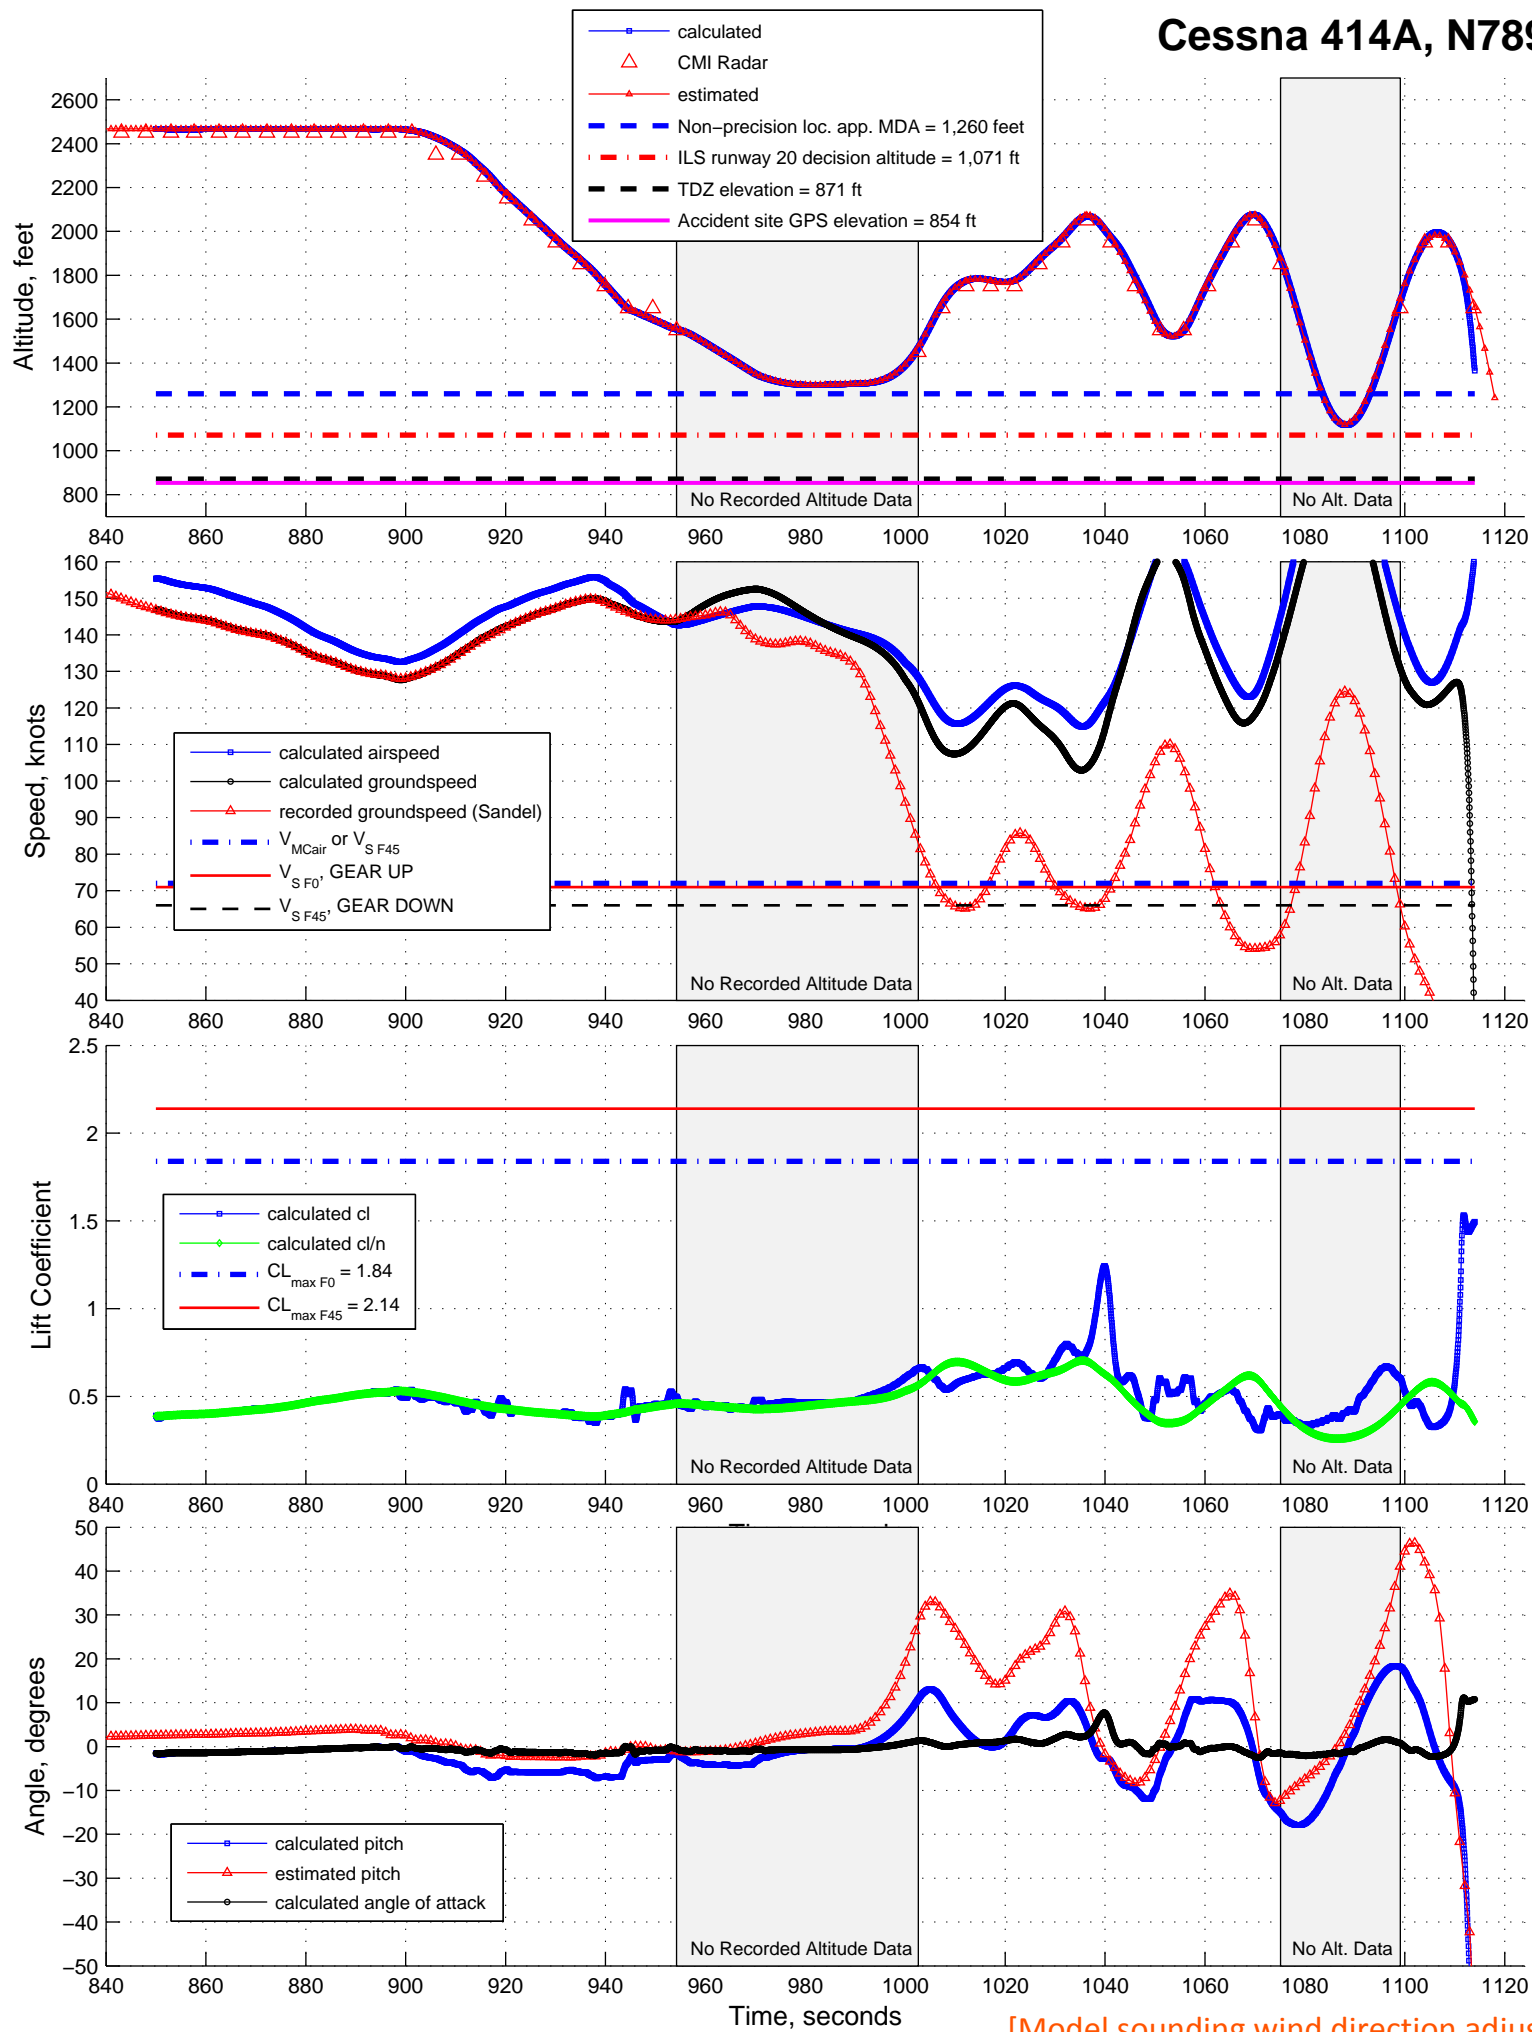 Cessna 414A, N789
calculated
CMI Radar
estimated
Non−precision loc. app. MDA = 1,260 feet
ILS runway 20 decision altitude = 1,071 ft
TDZ elevation = 871 ft
Accident site GPS elevation = 854 ft
Altitude, feet
2600
2400
2200
2000
1800
1600
1400
1200
1000
800
No Recorded Altitude Data
No Alt. Data
840 860 880 900 920 940 960 980 1000 1020 1040 1060 1080 1100 1120
Speed, knots
160
150
140
130
120
110
100
90
80
70
60
50
40
calculated airspeed
calculated groundspeed
recorded groundspeed (Sandel)
V MCair or V S F45
V S F0, GEAR UP
V S F45, GEAR DOWN
No Recorded Altitude Data
No Alt. Data
840 860 880 900 920 940 960 980 1000 1020 1040 1060 1080 1100 1120
Lift Coefficient
2.5
2
1.5
1
0.5
0
calculated cl
calculated cl/n
CL max F0 = 1.84
CL max F45 = 2.14
No Recorded Altitude Data
No Alt. Data
840 860 880 900 920 940 960 980 1000 1020 1040 1060 1080 1100 1120
Angle, degrees
50
40
30
20
10
0
−10
−20
−30
−40
−50
calculated pitch
estimated pitch
calculated angle of attack
No Recorded Altitude Data
No Alt. Data
840 860 880 900 920 940 960 980 1000 1020 1040 1060 1080 1100 1120
Time, seconds
[Model sounding wind direction adjus